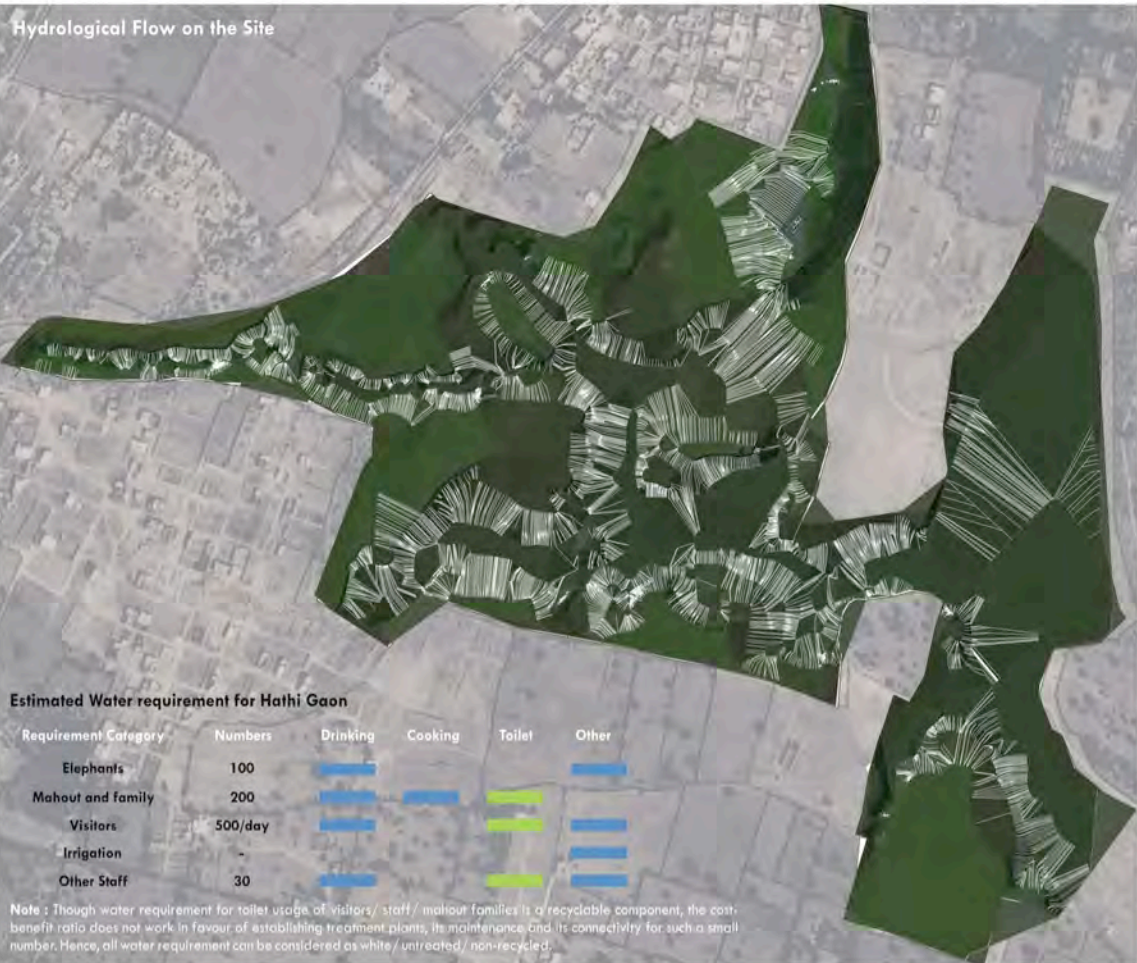 Hydrological Flow on the Site
Estimated Water requirement for Hathi Gaon
Requirement Category Numbers Drinking Cooking Toilet Other
Elephants 100
Mahout and family 200
Visitors 500/day
Irrigation -
Other Staff 30
Note : Though water requirement for toilet usage of visitors/ staff/ mahout families is a recyclable component, the cost-
benefit ratio does not work in favour of establishing treatment plants, its maintenance and its connectivity for such a small
number. Hence, all water requirement can be considered as white/ untreated/ non-recycled.